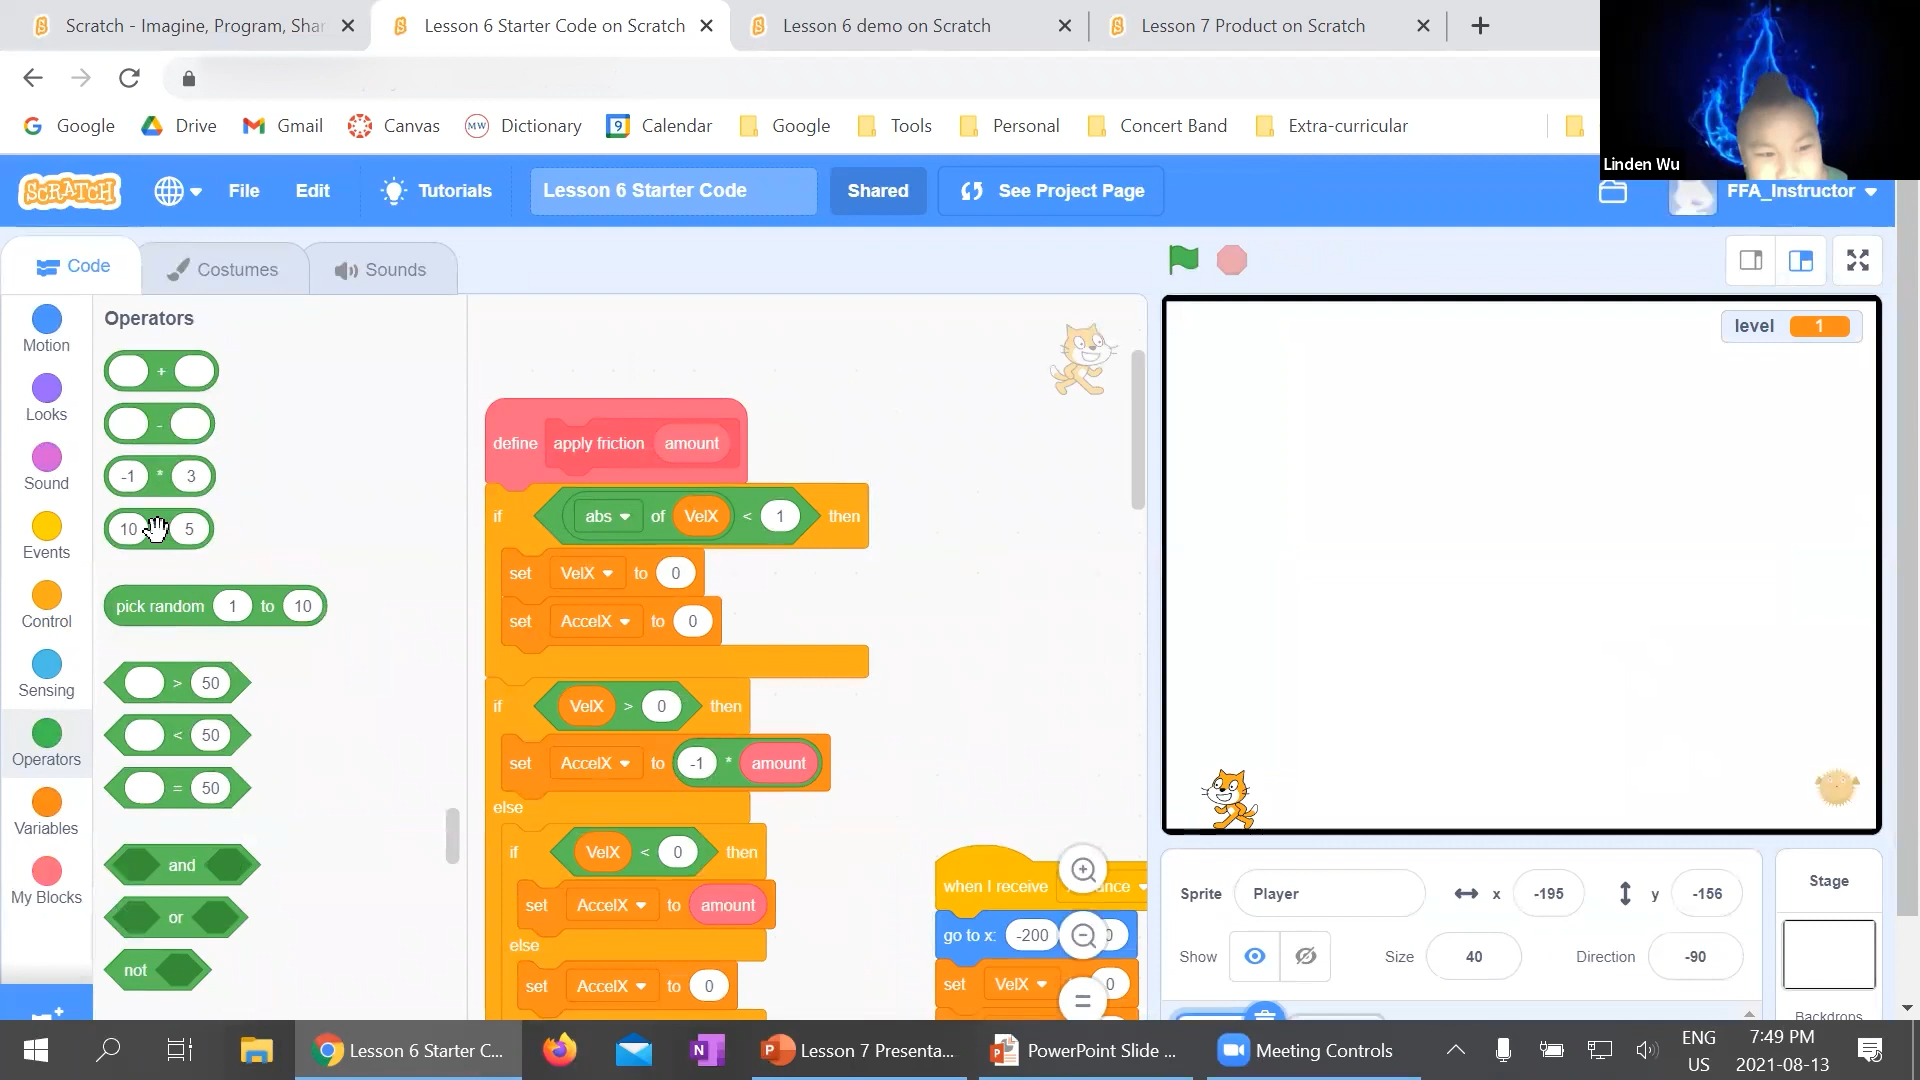 Scratch - Imagine, Program, Shar
Lesson 6 Starter Code on Scratch
Lesson 6 demo on Scratch
Lesson 7 Product on Scratch
Google
Drive
Gmail
Canvas
MW
Dictionary
9
Calendar
Google
Tools
Personal
Concert Band
Extra-curricular
Linden Wu
SCRATCH
File
Edit
Tutorials
Lesson 6 Starter Code
Shared
See Project Page
FFA_Instructor
Code
Costumes
Sounds
Motion
Looks
Sound
Events
Control
Sensing
Operators
Variables
My Blocks
Operators
+
-
-1 * 3
10 5
pick random 1 to 10
> 50
< 50
= 50
and
or
not
define apply friction amount
if abs of VelX < 1 then
set VelX to 0
set AccelX to 0
if VelX > 0 then
set AccelX to -1 * amount
else
if VelX < 0 then
set AccelX to amount
else
set AccelX to 0
when I receive
go to x: -200
set VelX 0
level 1
Sprite Player x -195 y -156
Show Size 40 Direction -90
Stage
Backdrops
Lesson 6 Starter C...
Lesson 7 Presenta...
PowerPoint Slide ...
Meeting Controls
ENG
US
7:49 PM
2021-08-13